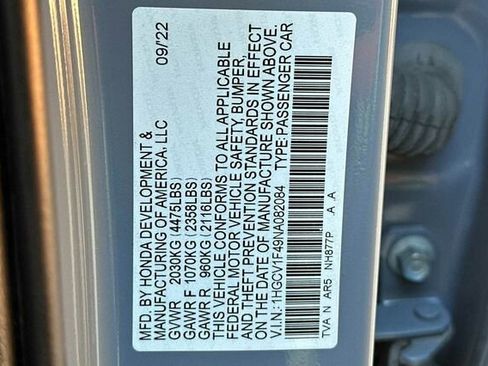 MFD. BY HONDA DEVELOPMENT & 09/22
MANUFACTURING OF AMERICA, LLC
GVWR 2030KG (4475LBS)
GAWR F 1070KG (2358LBS)
GAWR R 960KG (2116LBS)
THIS VEHICLE CONFORMS TO ALL APPLICABLE
FEDERAL MOTOR VEHICLE SAFETY, BUMPER,
AND THEFT PREVENTION STANDARDS IN EFFECT
ON THE DATE OF MANUFACTURE SHOWN ABOVE.
V.I.N.: 1HGCV1F49NA082084 TYPE:PASSENGER CAR
TVA N AR5 NH877P A A